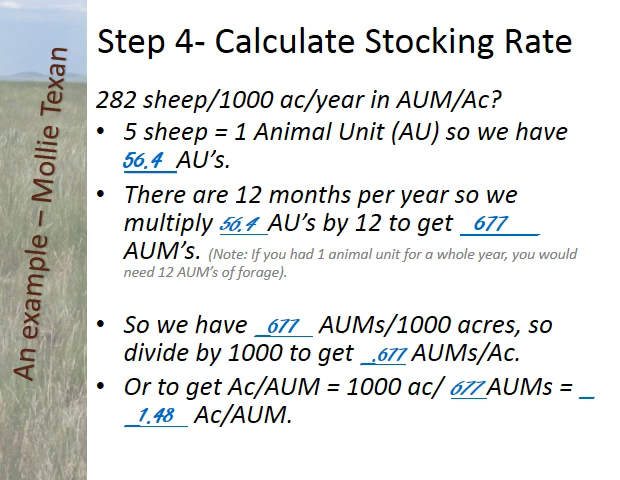 An example – Mollie Texan
Step 4- Calculate Stocking Rate
282 sheep/1000 ac/year in AUM/Ac?
• 5 sheep = 1 Animal Unit (AU) so we have
56.4 AU's.
• There are 12 months per year so we
multiply 56.4 AU's by 12 to get _677____
AUM's. (Note: If you had 1 animal unit for a whole year, you would
need 12 AUM's of forage).
• So we have _677_ AUMs/1000 acres, so
divide by 1000 to get _.677 AUMs/Ac.
• Or to get Ac/AUM = 1000 ac/ 677 AUMs = _
_1.48_ Ac/AUM.